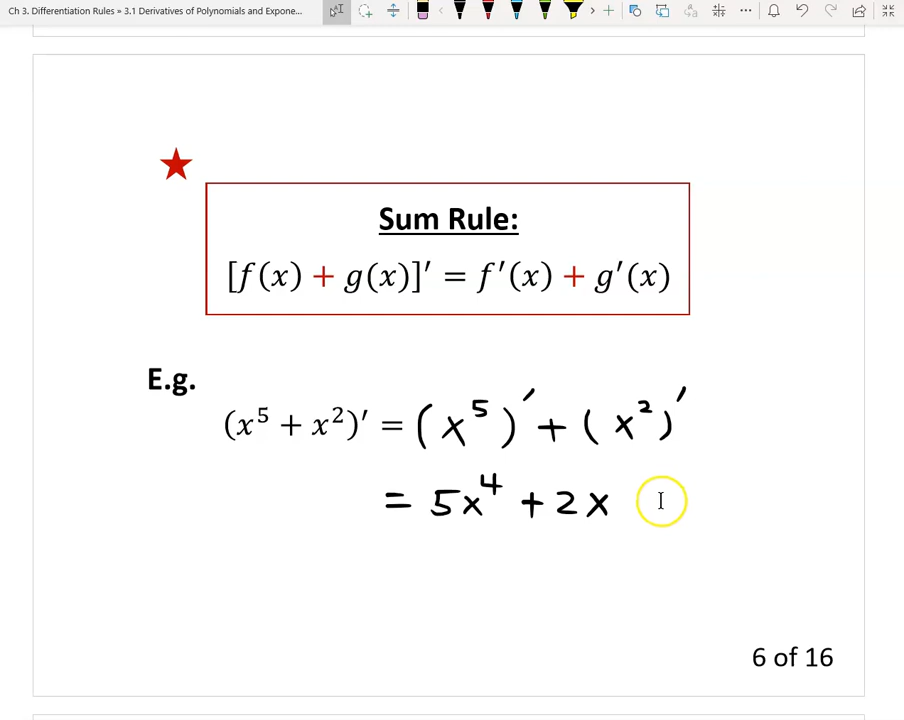 Ch 3. Differentiation Rules » 3.1 Derivatives of Polynomials and Expone...
Sum Rule:
[f(x) + g(x)]′ = f′(x) + g′(x)
E.g.
(x⁵ + x²)′ = (x⁵)′ + (x²)′
= 5x⁴ + 2x
6 of 16